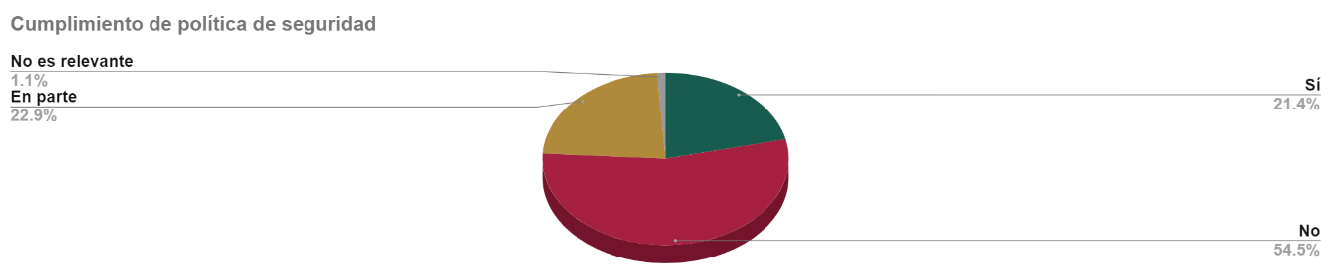 Cumplimiento de política de seguridad
No es relevante
1.1%
En parte
22.9%
Sí
21.4%
No
54.5%